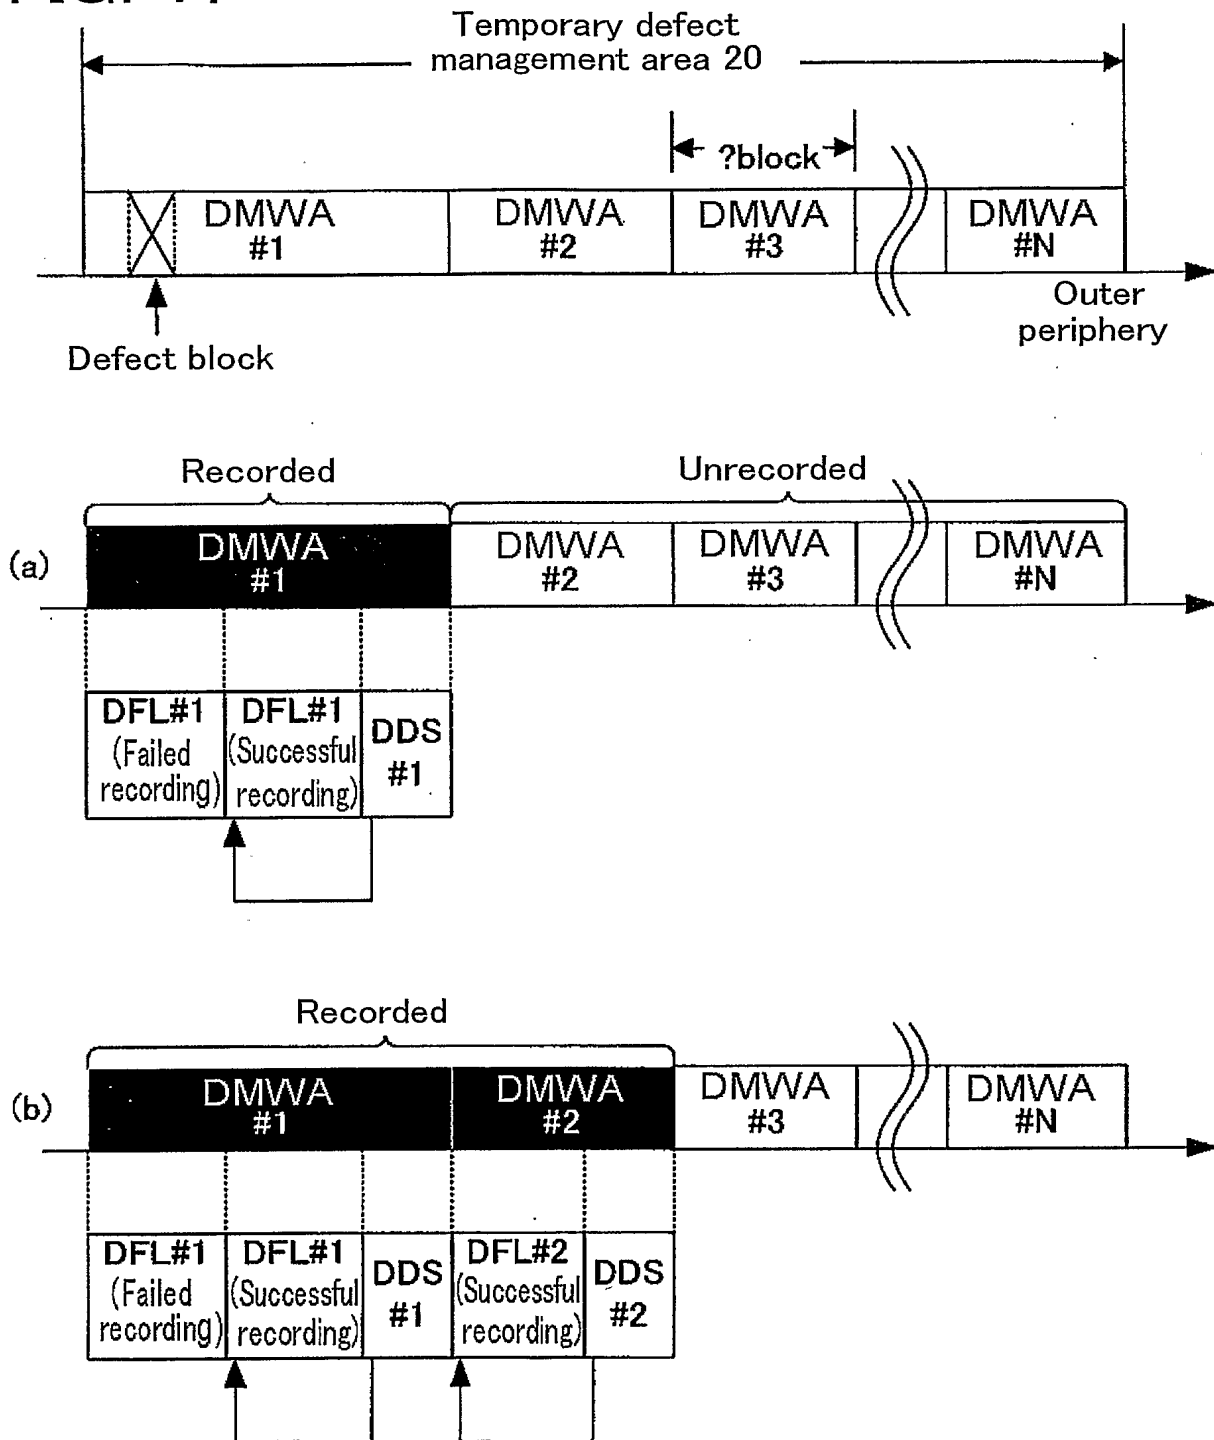 Temporary defect
management area 20
?block
DMWA
#1
DMWA
#2
DMWA
#3
DMWA
#N
Outer
periphery
Defect block
Recorded
Unrecorded
(a)
DMWA
#1
DMWA
#2
DMWA
#3
DMWA
#N
DFL#1
(Failed
recording)
DFL#1
(Successful
recording)
DDS
#1
Recorded
(b)
DMWA
#1
DMWA
#2
DMWA
#3
DMWA
#N
DFL#1
(Failed
recording)
DFL#1
(Successful
recording)
DDS
#1
DFL#2
(Successful
recording)
DDS
#2